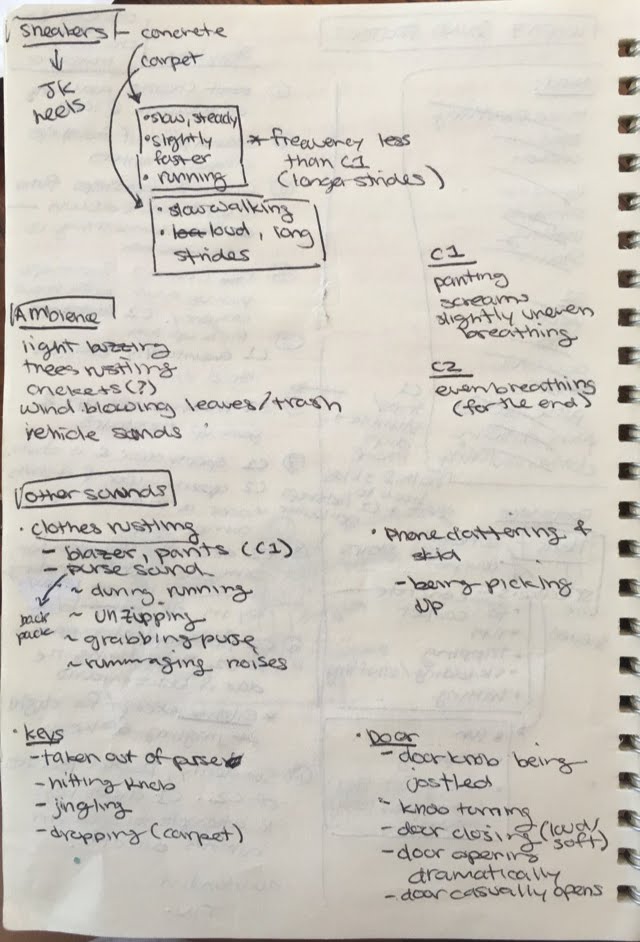 Sneakers - concrete
carpet
JK
heels
• slow, steady
• slightly
faster
• running
* frequency less
than C1
(longer strides)
• slow walking
• loud, long
strides
C1
panting
screams
slightly uneven
breathing
C2
even breathing
(for the end)
Ambience
light buzzing
trees rustling
crickets (?)
wind blowing leaves/trash
vehicle sounds
other sounds
• clothes rustling
- blazer, pants (C1)
- purse sound
back
pack
~ during running
~ unzipping
~ grabbing purse
~ rummaging noises
• Phone clattering &
skid
- being picking
up
• keys
- taken out of purse
- hitting knob
- jingling
- dropping (carpet)
• Door
- door knob being
jostled
- knob turning
- door closing (loud/
soft)
- door opening
dramatically
- door casually opens